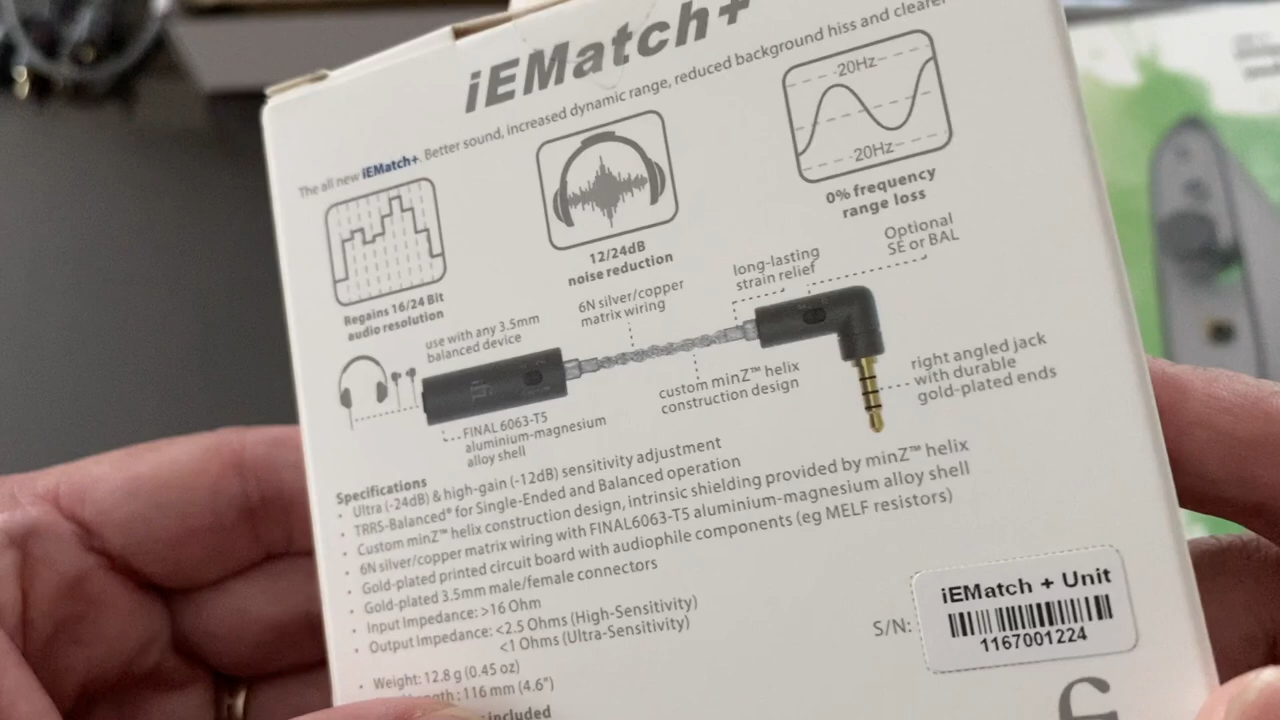 iEMatch+
The all new iEMatch+. Better sound, increased dynamic range, reduced background hiss and clearer
-20Hz-
-20Hz-
Regains 16/24 Bit
audio resolution
12/24dB
noise reduction
0% frequency
range loss
use with any 3.5mm
balanced device
6N silver/copper
matrix wiring
long-lasting
strain relief
Optional
SE or BAL
FINAL 6063-T5
aluminium-magnesium
alloy shell
custom minZ™ helix
construction design
right angled jack
with durable
gold-plated ends
Specifications
• Ultra (-24dB) & high-gain (-12dB) sensitivity adjustment
• TRRS-Balanced® for Single-Ended and Balanced operation
• Custom minZ™ helix construction design, intrinsic shielding provided by minZ™ helix
• 6N silver/copper matrix wiring with FINAL6063-T5 aluminium-magnesium alloy shell
• Gold-plated printed circuit board with audiophile components (eg MELF resistors)
• Gold-plated 3.5mm male/female connectors
• Input Impedance: >16 Ohm
• Output Impedance: <2.5 Ohms (High-Sensitivity)
<1 Ohms (Ultra-Sensitivity)
• Weight: 12.8 g (0.45 oz)
: 116 mm (4.6")
included
S/N:
iEMatch + Unit
1167001224